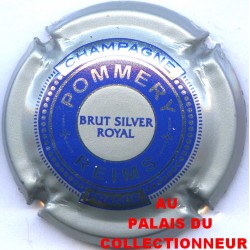 CHAMPAGNE
POMMERY
BRUT SILVER
ROYAL
REIMS
AU
PALAIS DU
COLLECTIONNEUR